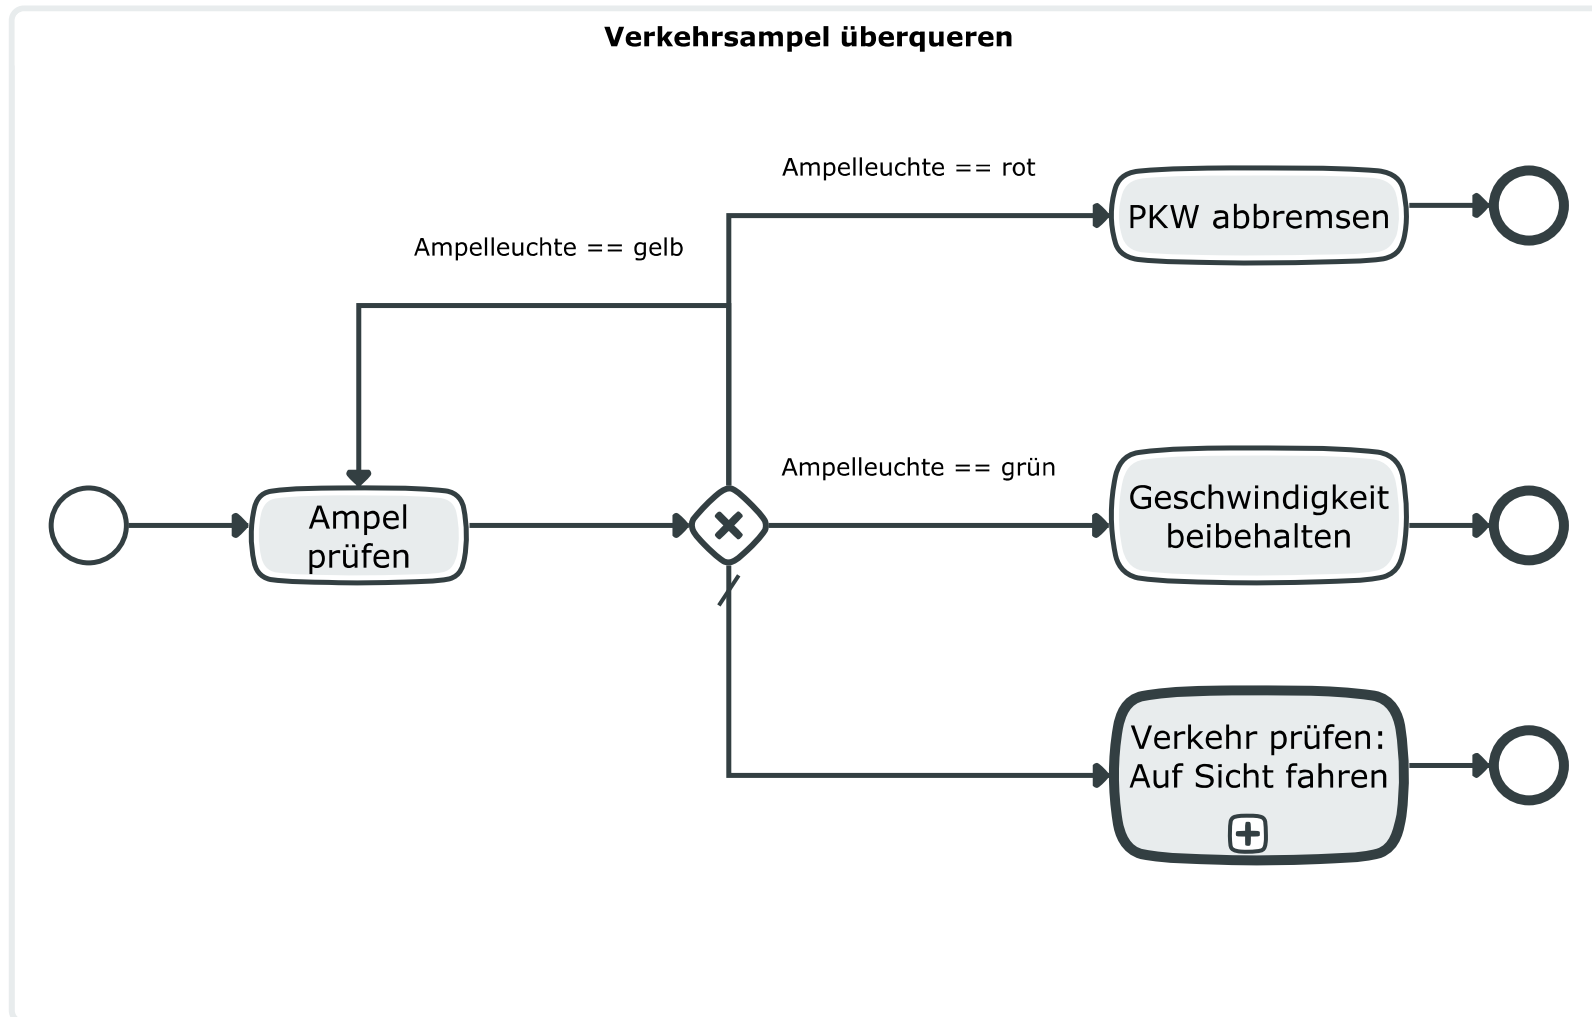 Verkehrsampel überqueren
Ampelleuchte == rot
PKW abbremsen
Ampelleuchte == gelb
Ampelleuchte == grün
Ampel
prüfen
Geschwindigkeit
beibehalten
Verkehr prüfen:
Auf Sicht fahren